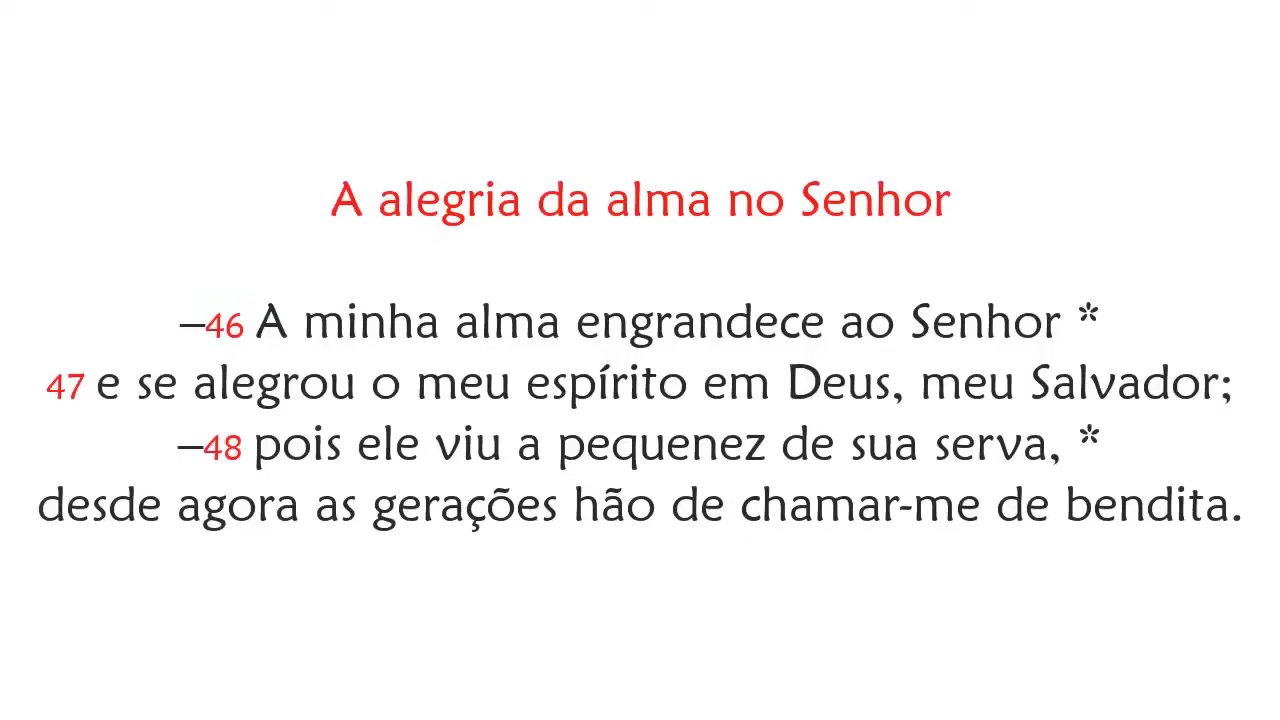 A alegria da alma no Senhor
–46 A minha alma engrandece ao Senhor *
47 e se alegrou o meu espírito em Deus, meu Salvador;
–48 pois ele viu a pequenez de sua serva, *
desde agora as gerações hão de chamar-me de bendita.